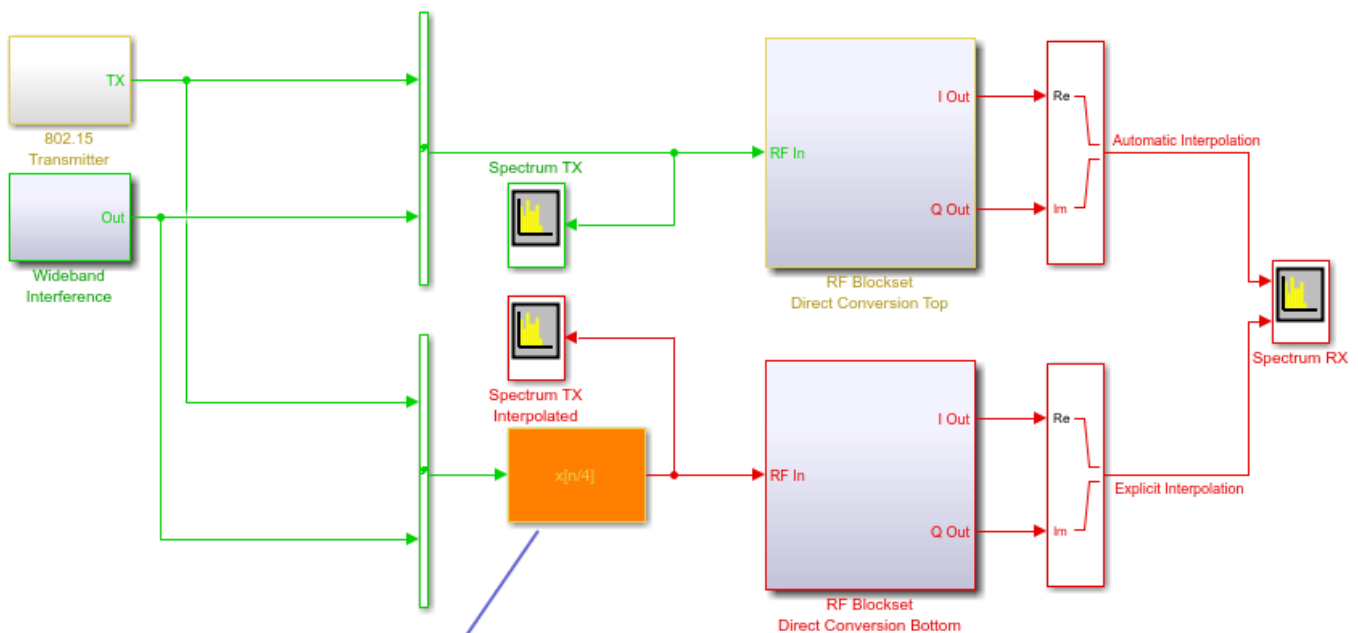 TX
802.15
Transmitter
Out
Wideband
Interference
Spectrum TX
Spectrum TX
Interpolated
x[n/4]
RF In
I Out
Q Out
RF Blockset
Direct Conversion Top
Re
Im
Automatic Interpolation
RF In
I Out
Q Out
RF Blockset
Direct Conversion Bottom
Re
Im
Explicit Interpolation
Spectrum RX